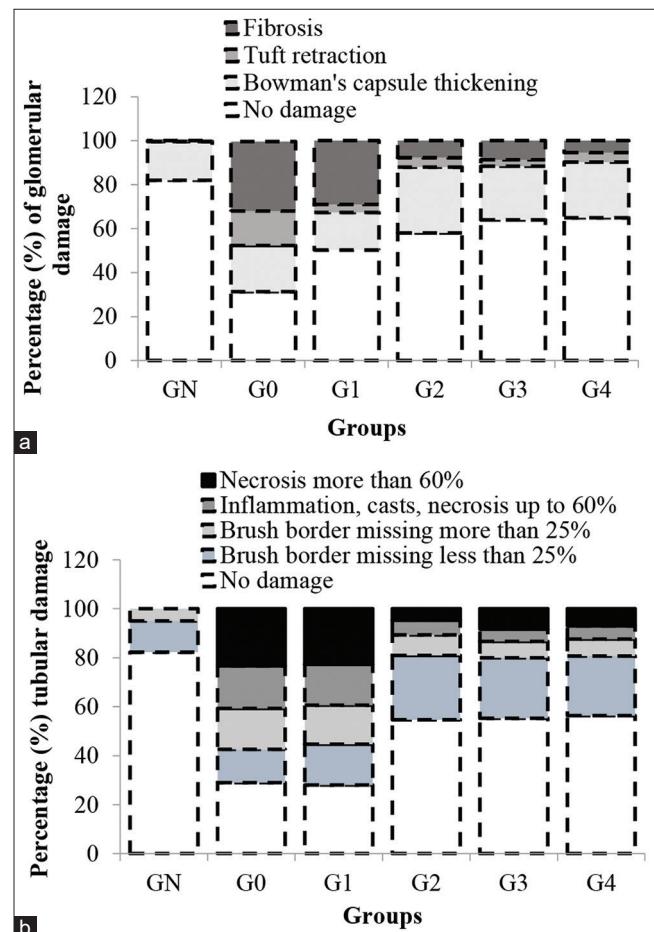 Fibrosis
Tuft retraction
Bowman's capsule thickening
No damage
Percentage (%) of glomerular
damage
120
100
80
60
40
20
0
GN G0 G1 G2 G3 G4
Groups
a
Necrosis more than 60%
Inflammation, casts, necrosis up to 60%
Brush border missing more than 25%
Brush border missing less than 25%
No damage
Percentage (%) tubular damage
120
100
80
60
40
20
0
GN G0 G1 G2 G3 G4
Groups
b